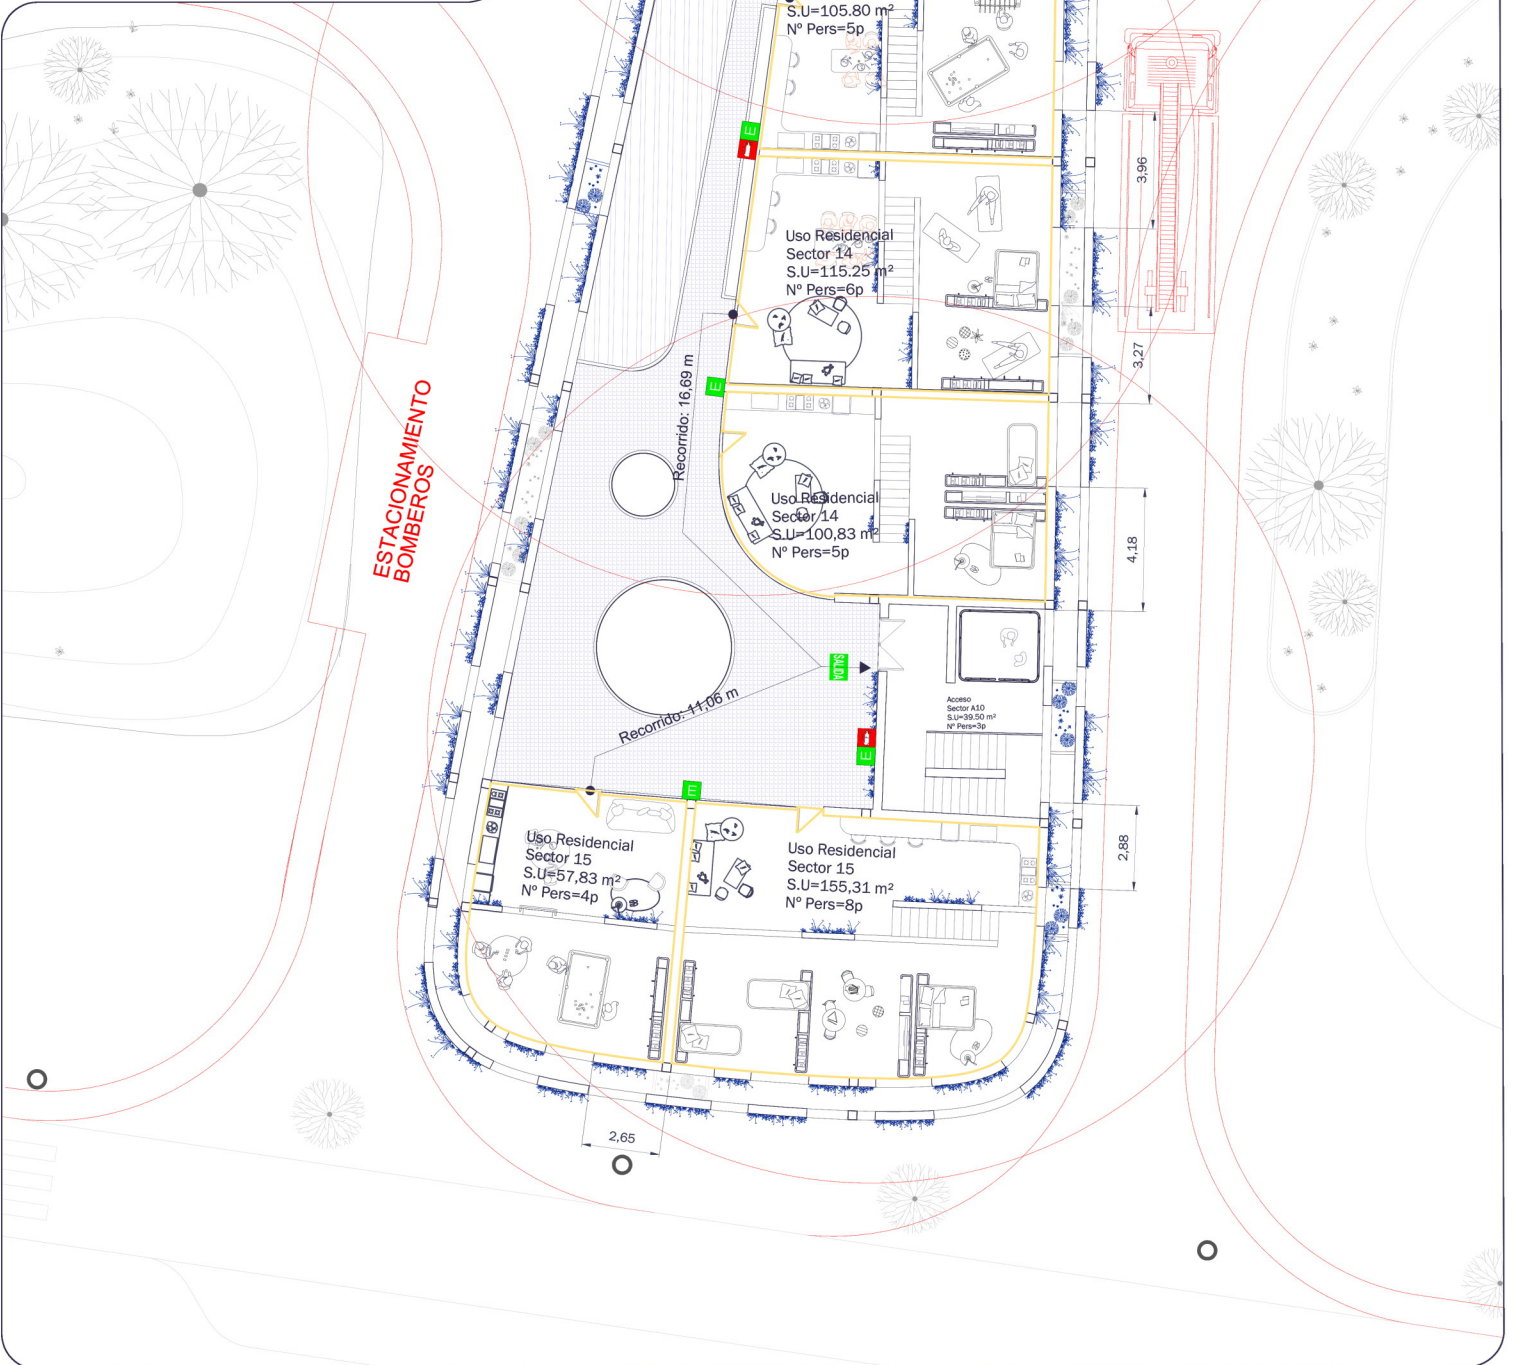 S.U=105.80 m²
Nº Pers=5p
E
3,96
Uso Residencial
Sector 14
S.U=115.25 m²
Nº Pers=6p
3,27
E
Recorrido: 16,69 m
ESTACIONAMIENTO
BOMBEROS
Uso Residencial
Sector 14
S.U=100,83 m²
Nº Pers=5p
4,18
SALIDA
Recorrido: 11,06 m
Acceso
Sector A10
S.U=39.50 m²
Nº Pers=3p
E
E
Uso Residencial
Sector 15
S.U=57,83 m²
Nº Pers=4p
Uso Residencial
Sector 15
S.U=155,31 m²
Nº Pers=8p
2,88
2,65